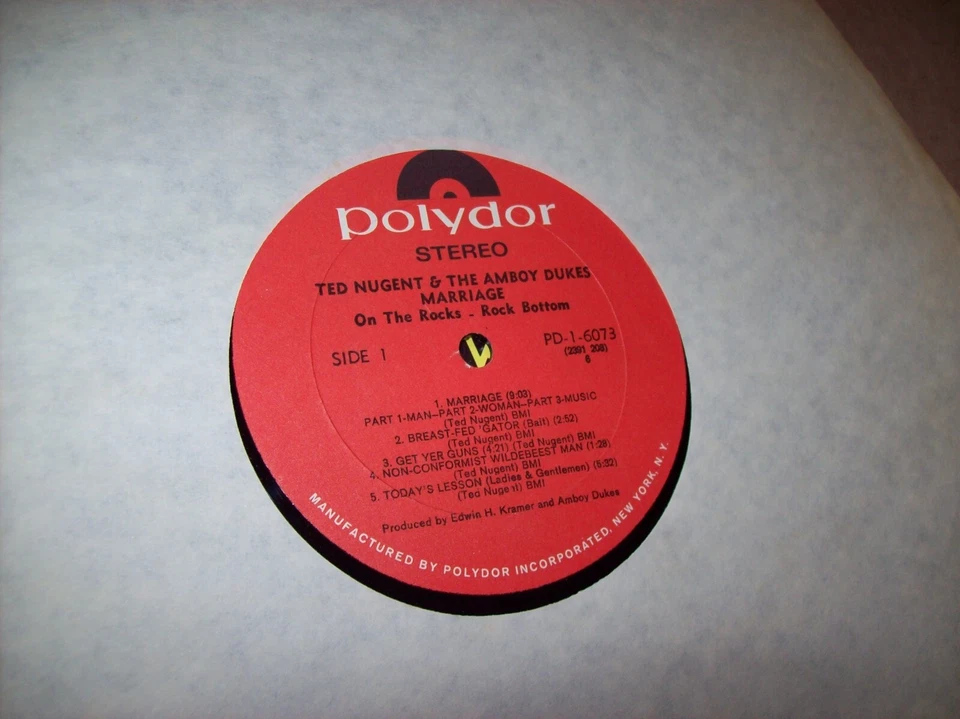 polydor
STEREO
TED NUGENT & THE AMBOY DUKES
MARRIAGE
On The Rocks - Rock Bottom
SIDE 1
PD-1-6073
(2391 208)
1. MARRIAGE (9:03)
PART 1-MAN--PART 2-WOMAN--PART 3-MUSIC
(Ted Nugent) BMI
2. BREAST-FED 'GATOR (Bait) (2:52)
(Ted Nugent) BMI
3. GET YER GUNS (4:21) (Ted Nugent) BMI
4. NON-CONFORMIST WILDEBEEST MAN (1:28)
(Ted Nugent) BMI
5. TODAY'S LESSON (Ladies & Gentlemen) (5:32)
(Ted Nugent) BMI
Produced by Edwin H. Kramer and Amboy Dukes
MANUFACTURED BY POLYDOR INCORPORATED, NEW YORK, N.Y.